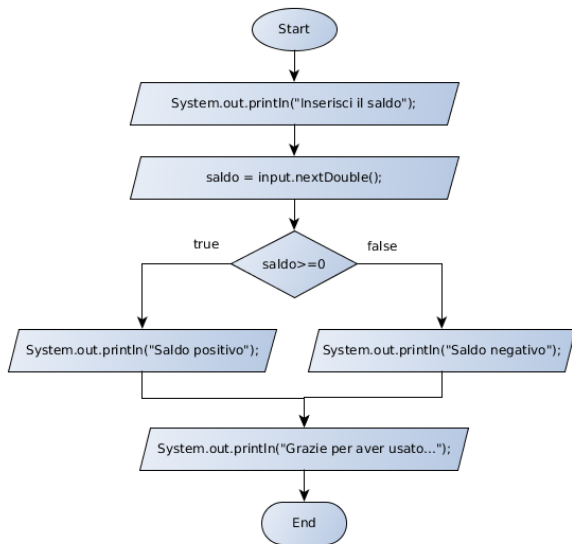 Start
System.out.println("Inserisci il saldo");
saldo = input.nextDouble();
true
false
saldo>=0
System.out.println("Saldo positivo");
System.out.println("Saldo negativo");
System.out.println("Grazie per aver usato...");
End